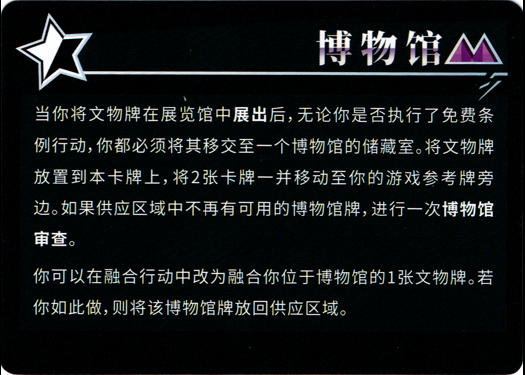 博物馆
当你将文物牌在展览馆中展出后，无论你是否执行了免费条
例行动，你都必须将其移交至一个博物馆的储藏室。将文物牌
放置到本卡牌上，将2张卡牌一并移动至你的游戏参考牌旁
边。如果供应区域中不再有可用的博物馆牌，进行一次博物馆
审查。
你可以在融合行动中改为融合你位于博物馆的1张文物牌。若
你如此做，则将该博物馆牌放回供应区域。